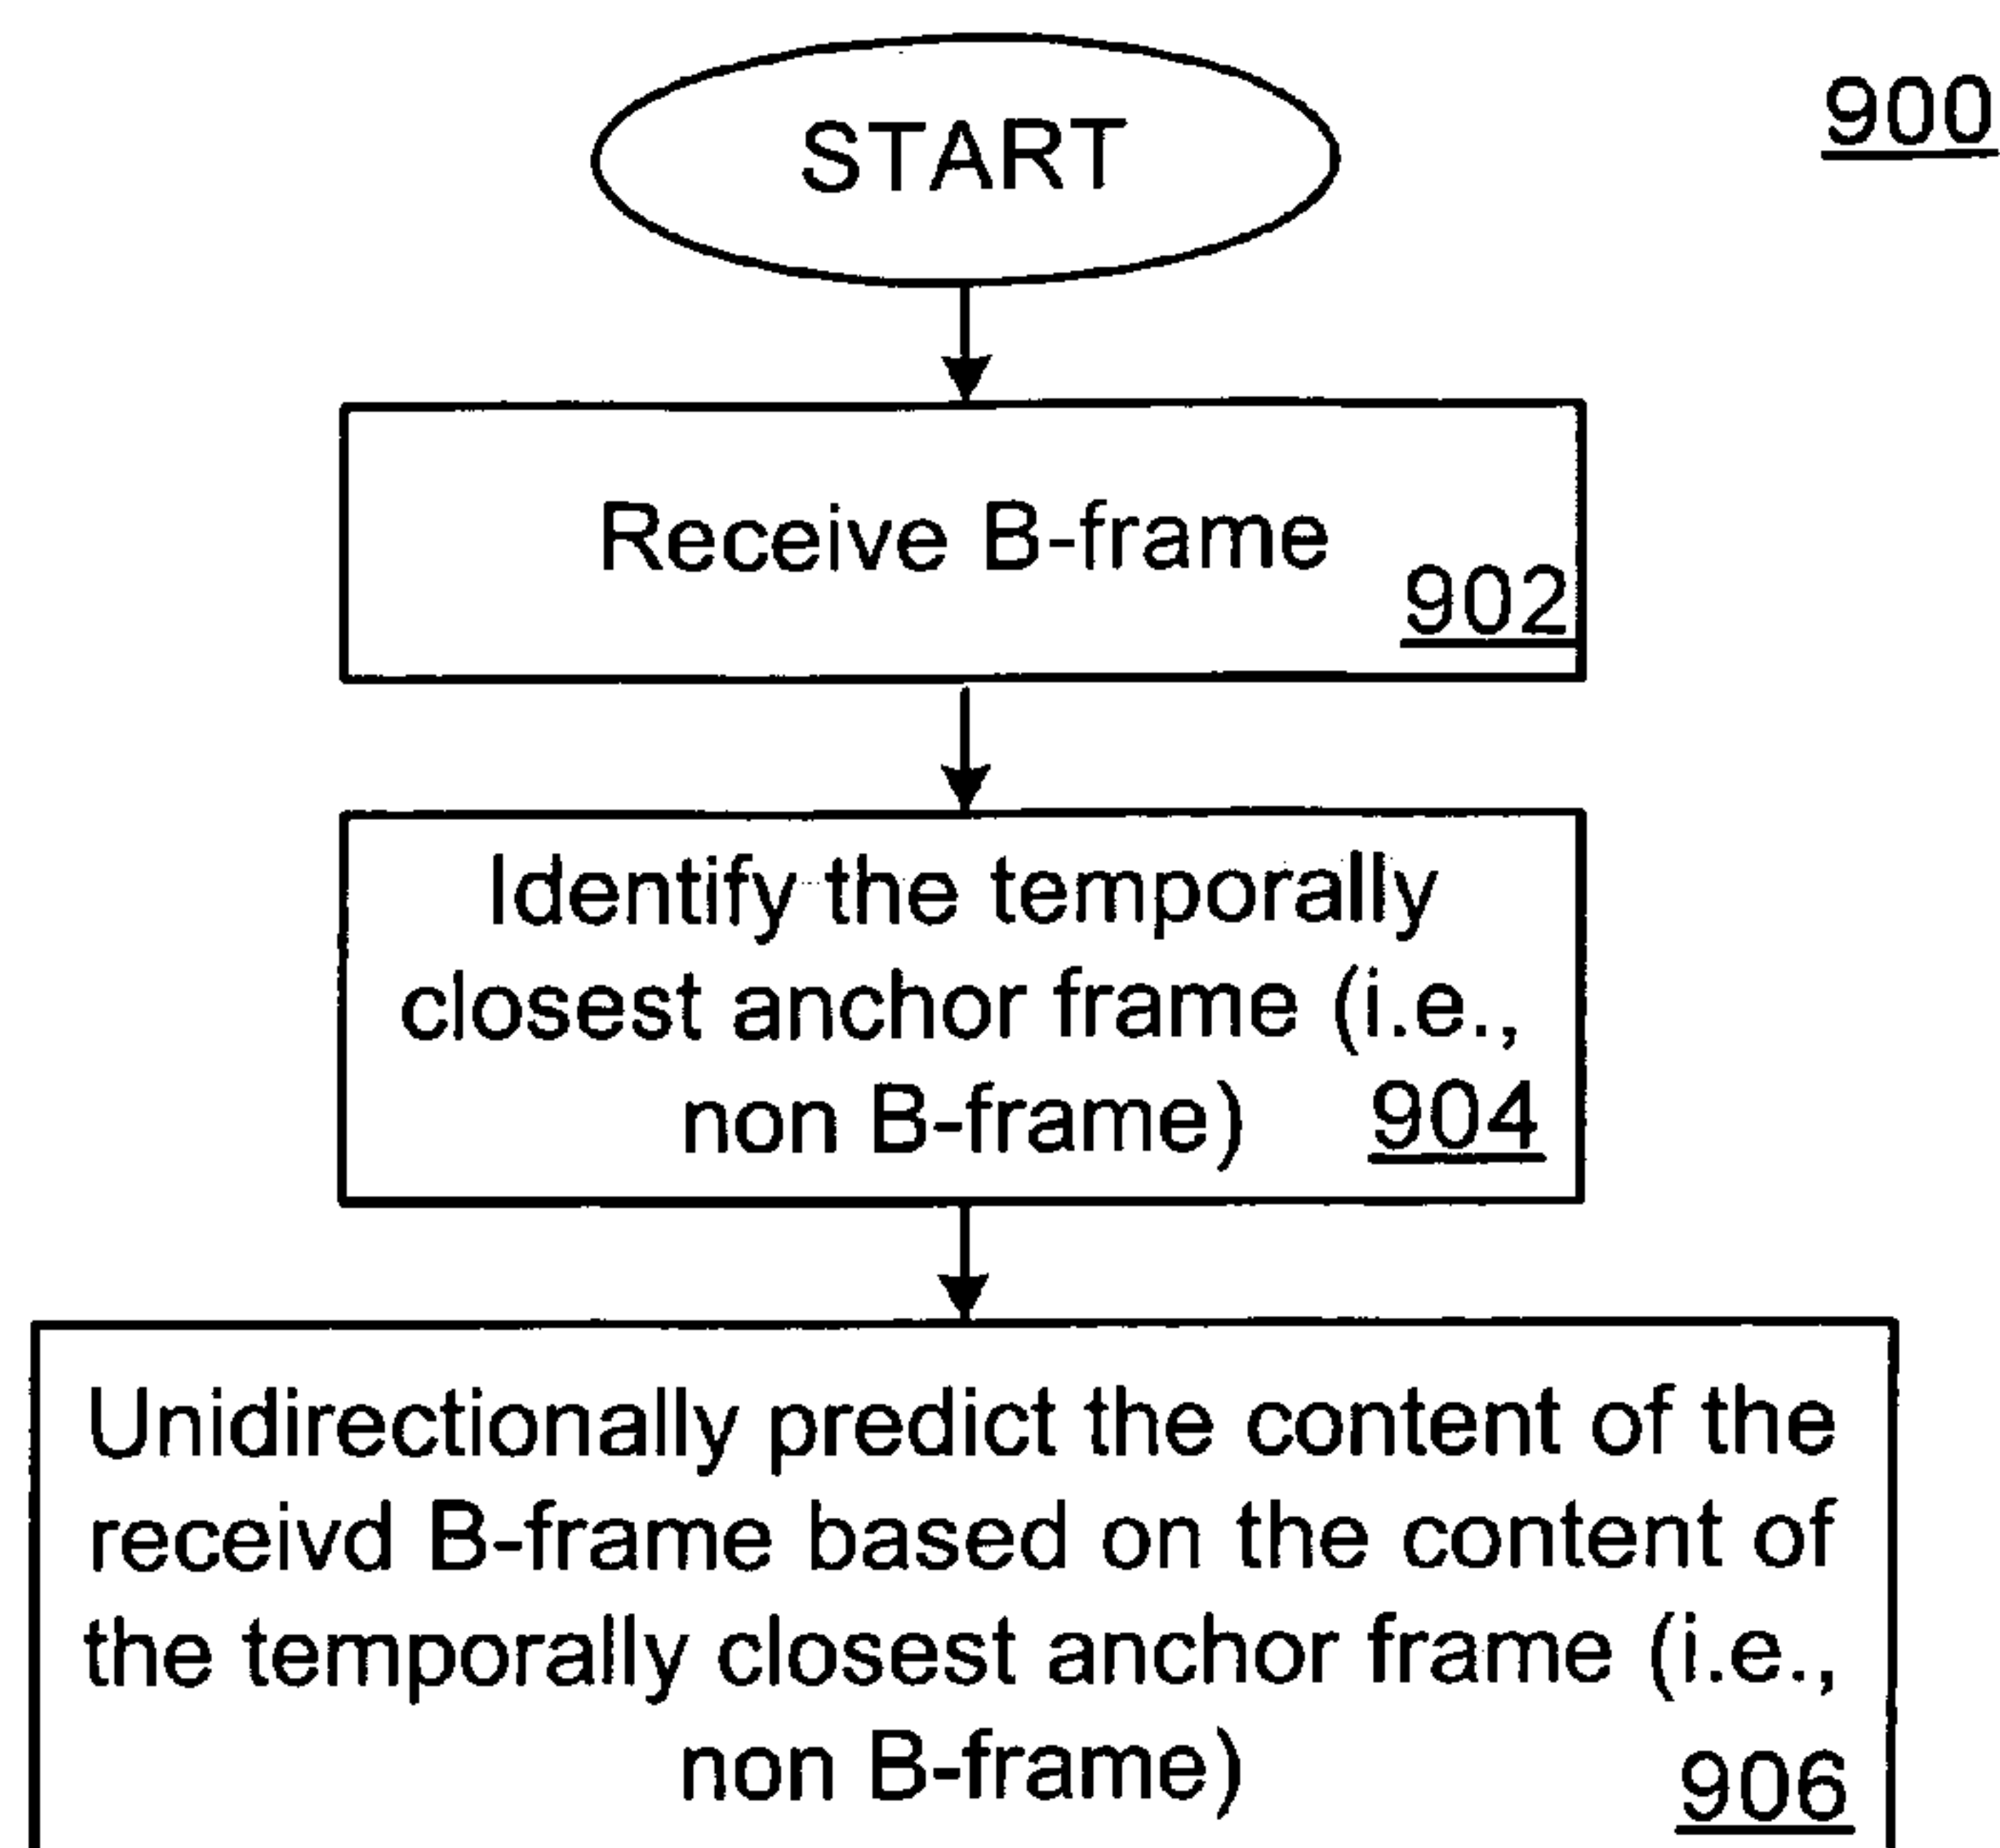 START
900
Receive B-frame
902
Identify the temporally
closest anchor frame (i.e.,
non B-frame) 904
Unidirectionally predict the content of the
receivd B-frame based on the content of
the temporally closest anchor frame (i.e.,
non B-frame)
906